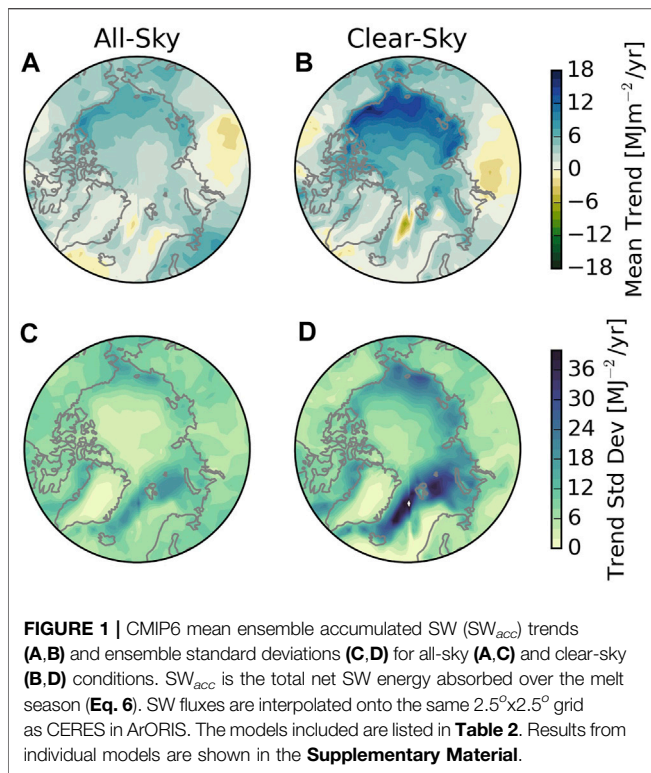 All-Sky
Clear-Sky
A
B
18
12
6
0
−6
−12
−18
Mean Trend [MJm⁻²/yr]
C
D
36
30
24
18
12
6
0
Trend Std Dev [MJ⁻²/yr]
FIGURE 1 | CMIP6 mean ensemble accumulated SW (SWacc) trends
(A,B) and ensemble standard deviations (C,D) for all-sky (A,C) and clear-sky
(B,D) conditions. SWacc is the total net SW energy absorbed over the melt
season (Eq. 6). SW fluxes are interpolated onto the same 2.5°x2.5° grid
as CERES in ArORIS. The models included are listed in Table 2. Results from
individual models are shown in the Supplementary Material.